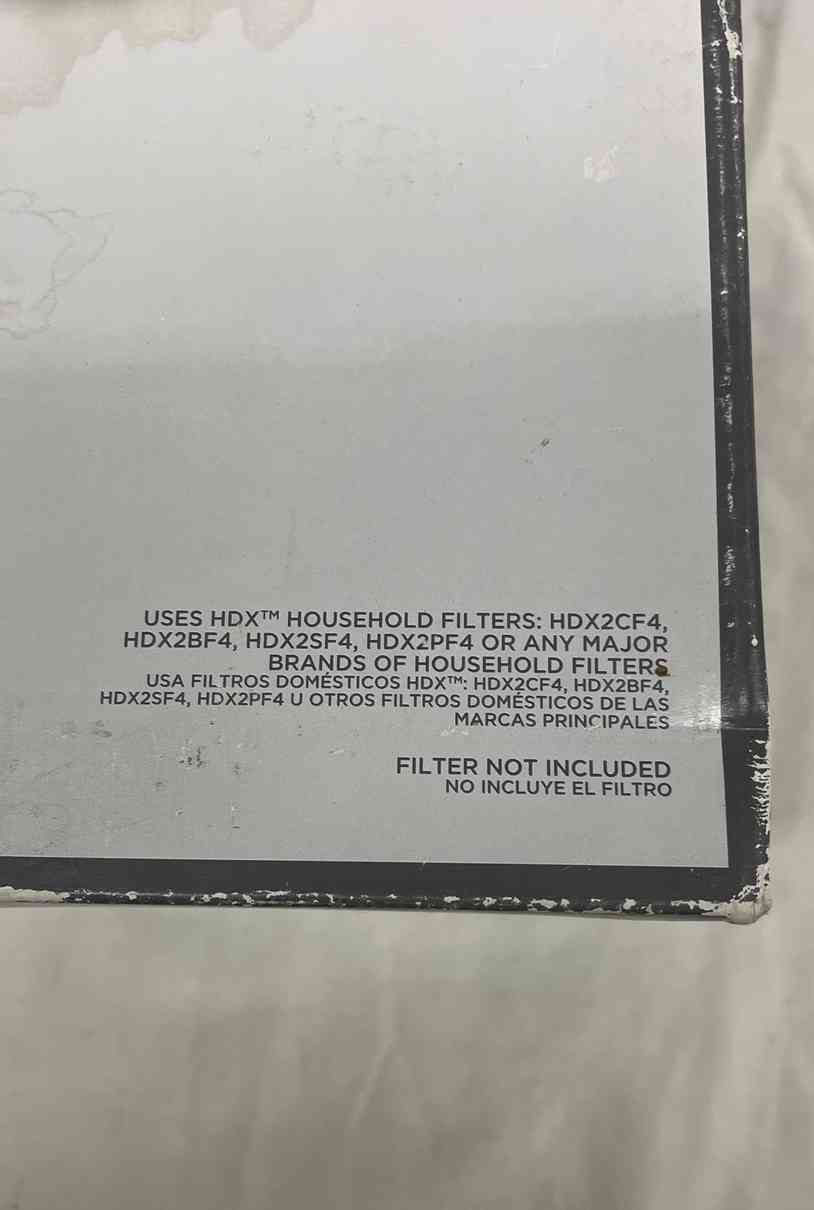 USES HDX™ HOUSEHOLD FILTERS: HDX2CF4,
HDX2BF4, HDX2SF4, HDX2PF4 OR ANY MAJOR
BRANDS OF HOUSEHOLD FILTERS
USA FILTROS DOMÉSTICOS HDX™: HDX2CF4, HDX2BF4,
HDX2SF4, HDX2PF4 U OTROS FILTROS DOMÉSTICOS DE LAS
MARCAS PRINCIPALES
FILTER NOT INCLUDED
NO INCLUYE EL FILTRO